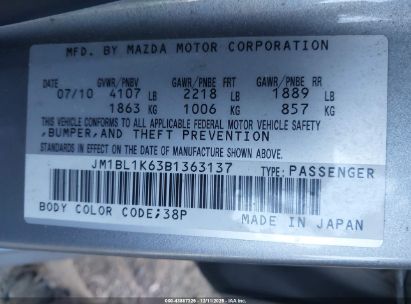 MFD. BY MAZDA MOTOR CORPORATION
DATE GVWR/PNBV GAWR/PNBE FRT GAWR/PNBE RR
07/10 4107 LB 2218 LB 1889 LB
1863 KG 1006 KG 857 KG
THIS VEHICLE CONFORMS TO ALL APPLICABLE FEDERAL MOTOR VEHICLE SAFETY
,BUMPER,AND THEFT PREVENTION
STANDARDS IN EFFECT ON THE DATE OF MANUFACTURE SHOWN ABOVE.
JM1BL1K63B1363137 TYPE: PASSENGER
BODY COLOR CODE;38P
MADE IN JAPAN